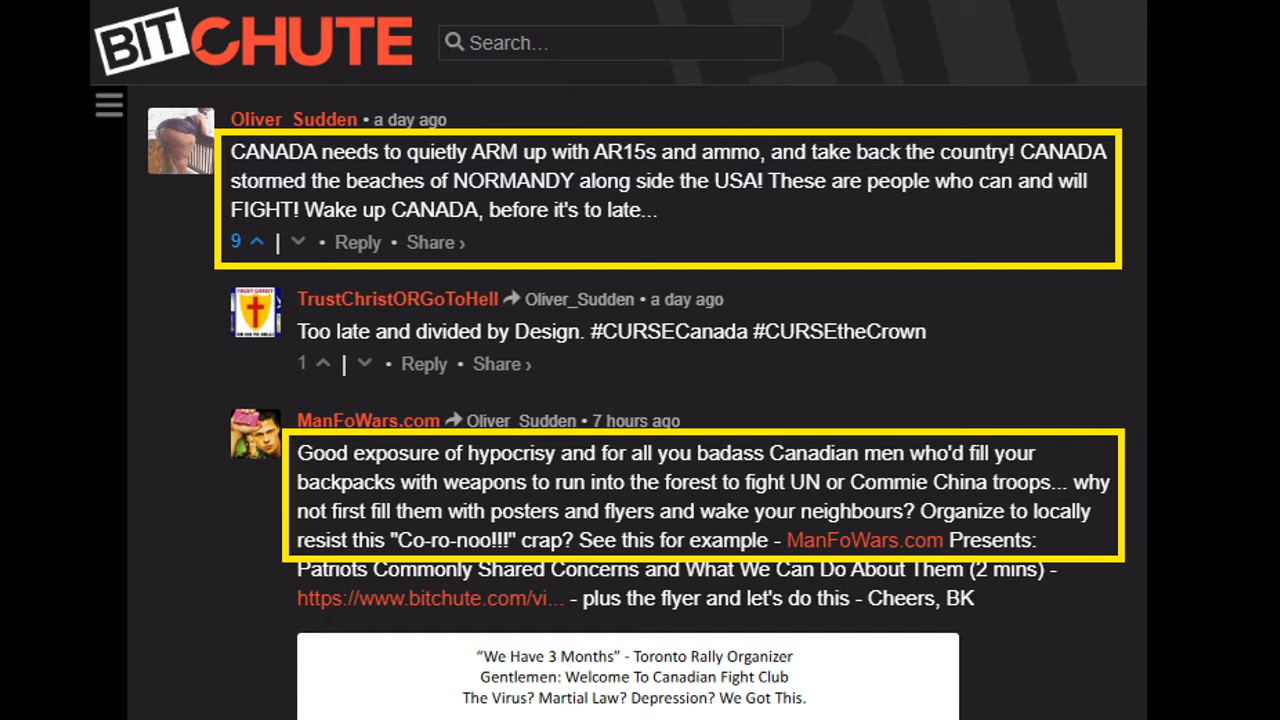 BIT CHUTE
Search...
Oliver_Sudden • a day ago
CANADA needs to quietly ARM up with AR15s and ammo, and take back the country! CANADA
stormed the beaches of NORMANDY along side the USA! These are people who can and will
FIGHT! Wake up CANADA, before it's to late...
9 | • Reply • Share ›
TrustChristORGoToHell Oliver_Sudden • a day ago
Too late and divided by Design. #CURSECanada #CURSEtheCrown
1 | • Reply • Share ›
ManFoWars.com Oliver_Sudden • 7 hours ago
Good exposure of hypocrisy and for all you badass Canadian men who'd fill your
backpacks with weapons to run into the forest to fight UN or Commie China troops... why
not first fill them with posters and flyers and wake your neighbours? Organize to locally
resist this "Co-ro-noo!!!" crap? See this for example - ManFoWars.com Presents:
Patriots Commonly Shared Concerns and What We Can Do About Them (2 mins) -
https://www.bitchute.com/vi... - plus the flyer and let's do this - Cheers, BK
“We Have 3 Months” - Toronto Rally Organizer
Gentlemen: Welcome To Canadian Fight Club
The Virus? Martial Law? Depression? We Got This.